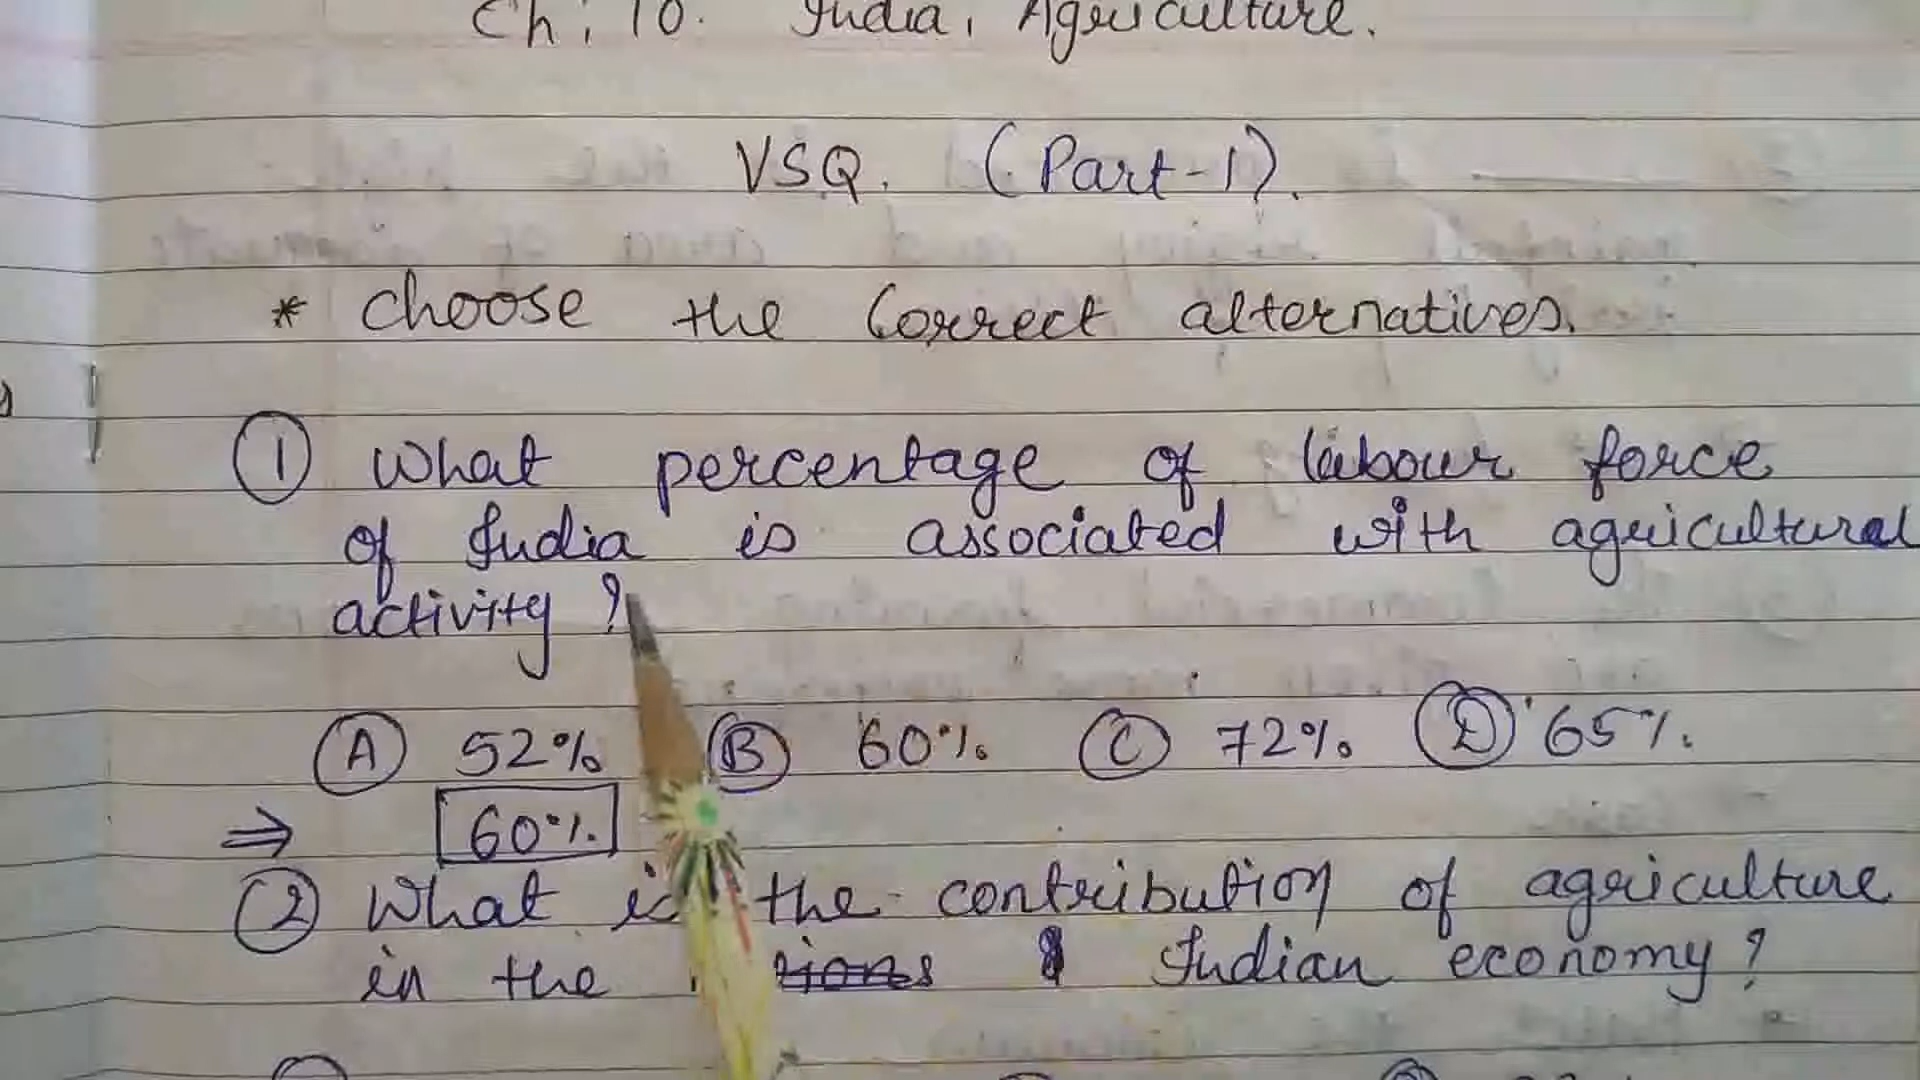 Ch: 10. India, Agriculture.
VSQ. (Part-1).
* Choose the Correct alternatives.
① What percentage of labour force
of India is associated with agricultural
activity?
Ⓐ 52% Ⓑ 60% Ⓒ 72% Ⓓ 65%.
⇒ 60%.
② What is the contribution of agriculture
in the Indian economy?